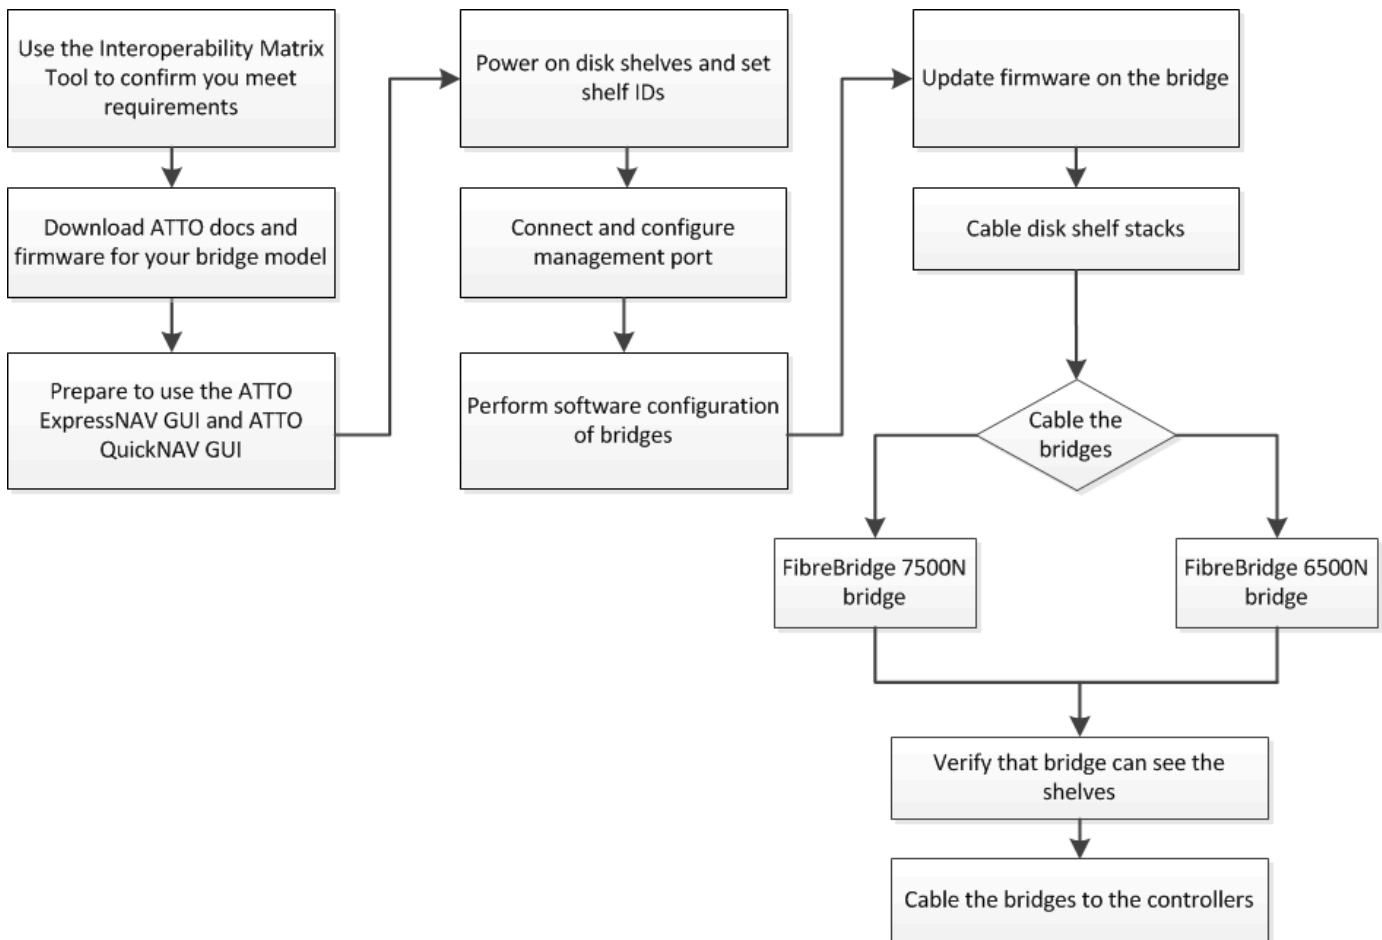 Use the Interoperability Matrix
Tool to confirm you meet
requirements
Download ATTO docs and
firmware for your bridge model
Prepare to use the ATTO
ExpressNAV GUI and ATTO
QuickNAV GUI
Power on disk shelves and set
shelf IDs
Connect and configure
management port
Perform software configuration
of bridges
Update firmware on the bridge
Cable disk shelf stacks
Cable the
bridges
FibreBridge 7500N
bridge
FibreBridge 6500N
bridge
Verify that bridge can see the
shelves
Cable the bridges to the controllers